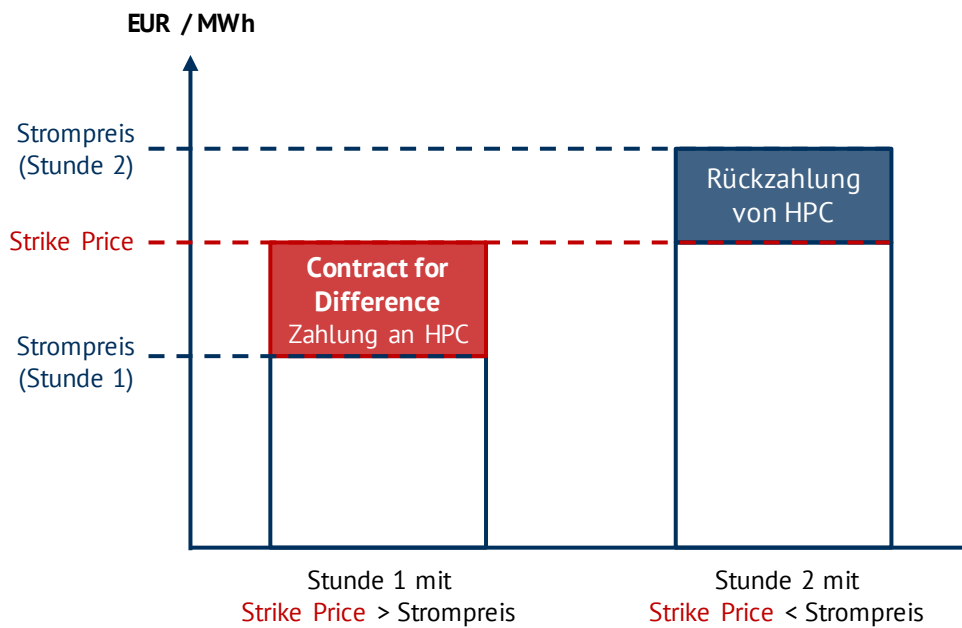 EUR / MWh
Strompreis
(Stunde 2)
Rückzahlung
von HPC
Strike Price
Contract for
Difference
Zahlung an HPC
Strompreis
(Stunde 1)
Stunde 1 mit
Strike Price > Strompreis
Stunde 2 mit
Strike Price < Strompreis